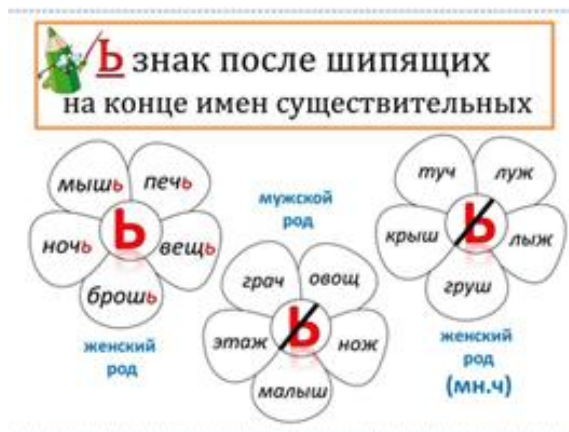 Ь знак после шипящих
на конце имен существительных
мышь печь
ночь Ь вещь
брошь
женский
род
мужской
род
грач овощ
этаж Ь нож
малыш
туч луж
крыш Ь лыж
груш
женский
род
(мн.ч)